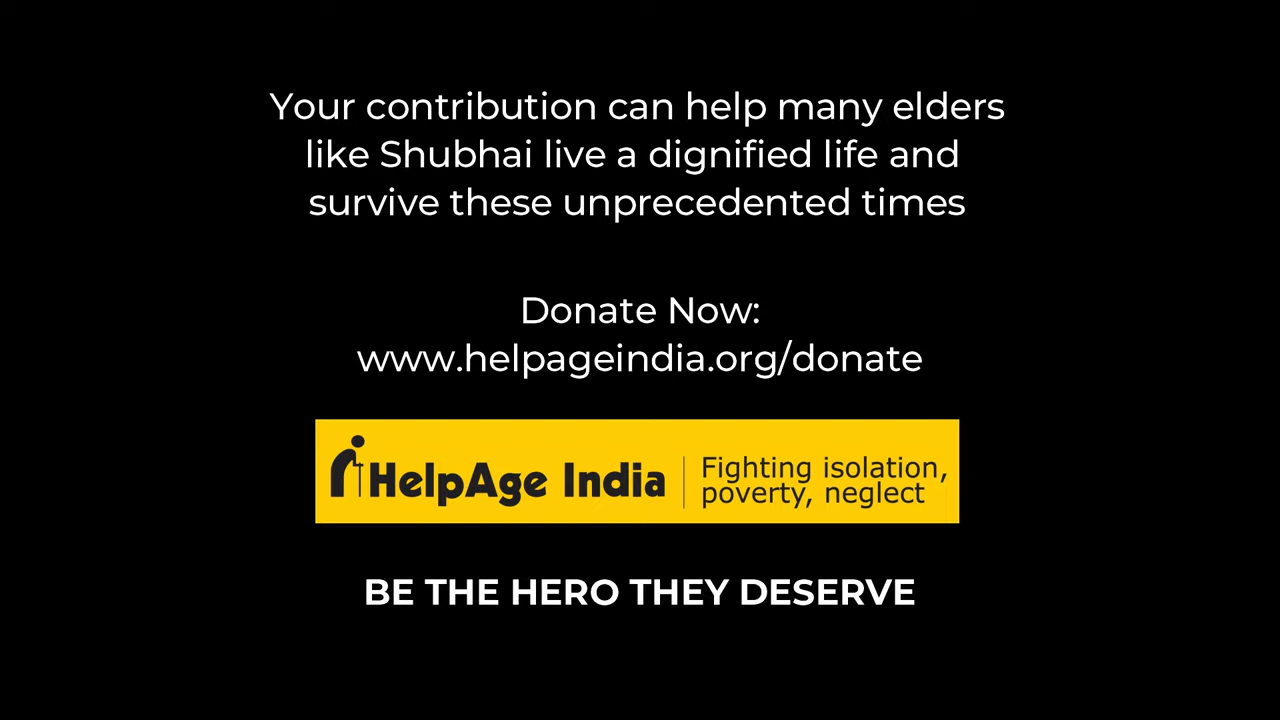 Your contribution can help many elders
like Shubhai live a dignified life and
survive these unprecedented times
Donate Now:
www.helpageindia.org/donate
HelpAge India
Fighting isolation,
poverty, neglect
BE THE HERO THEY DESERVE